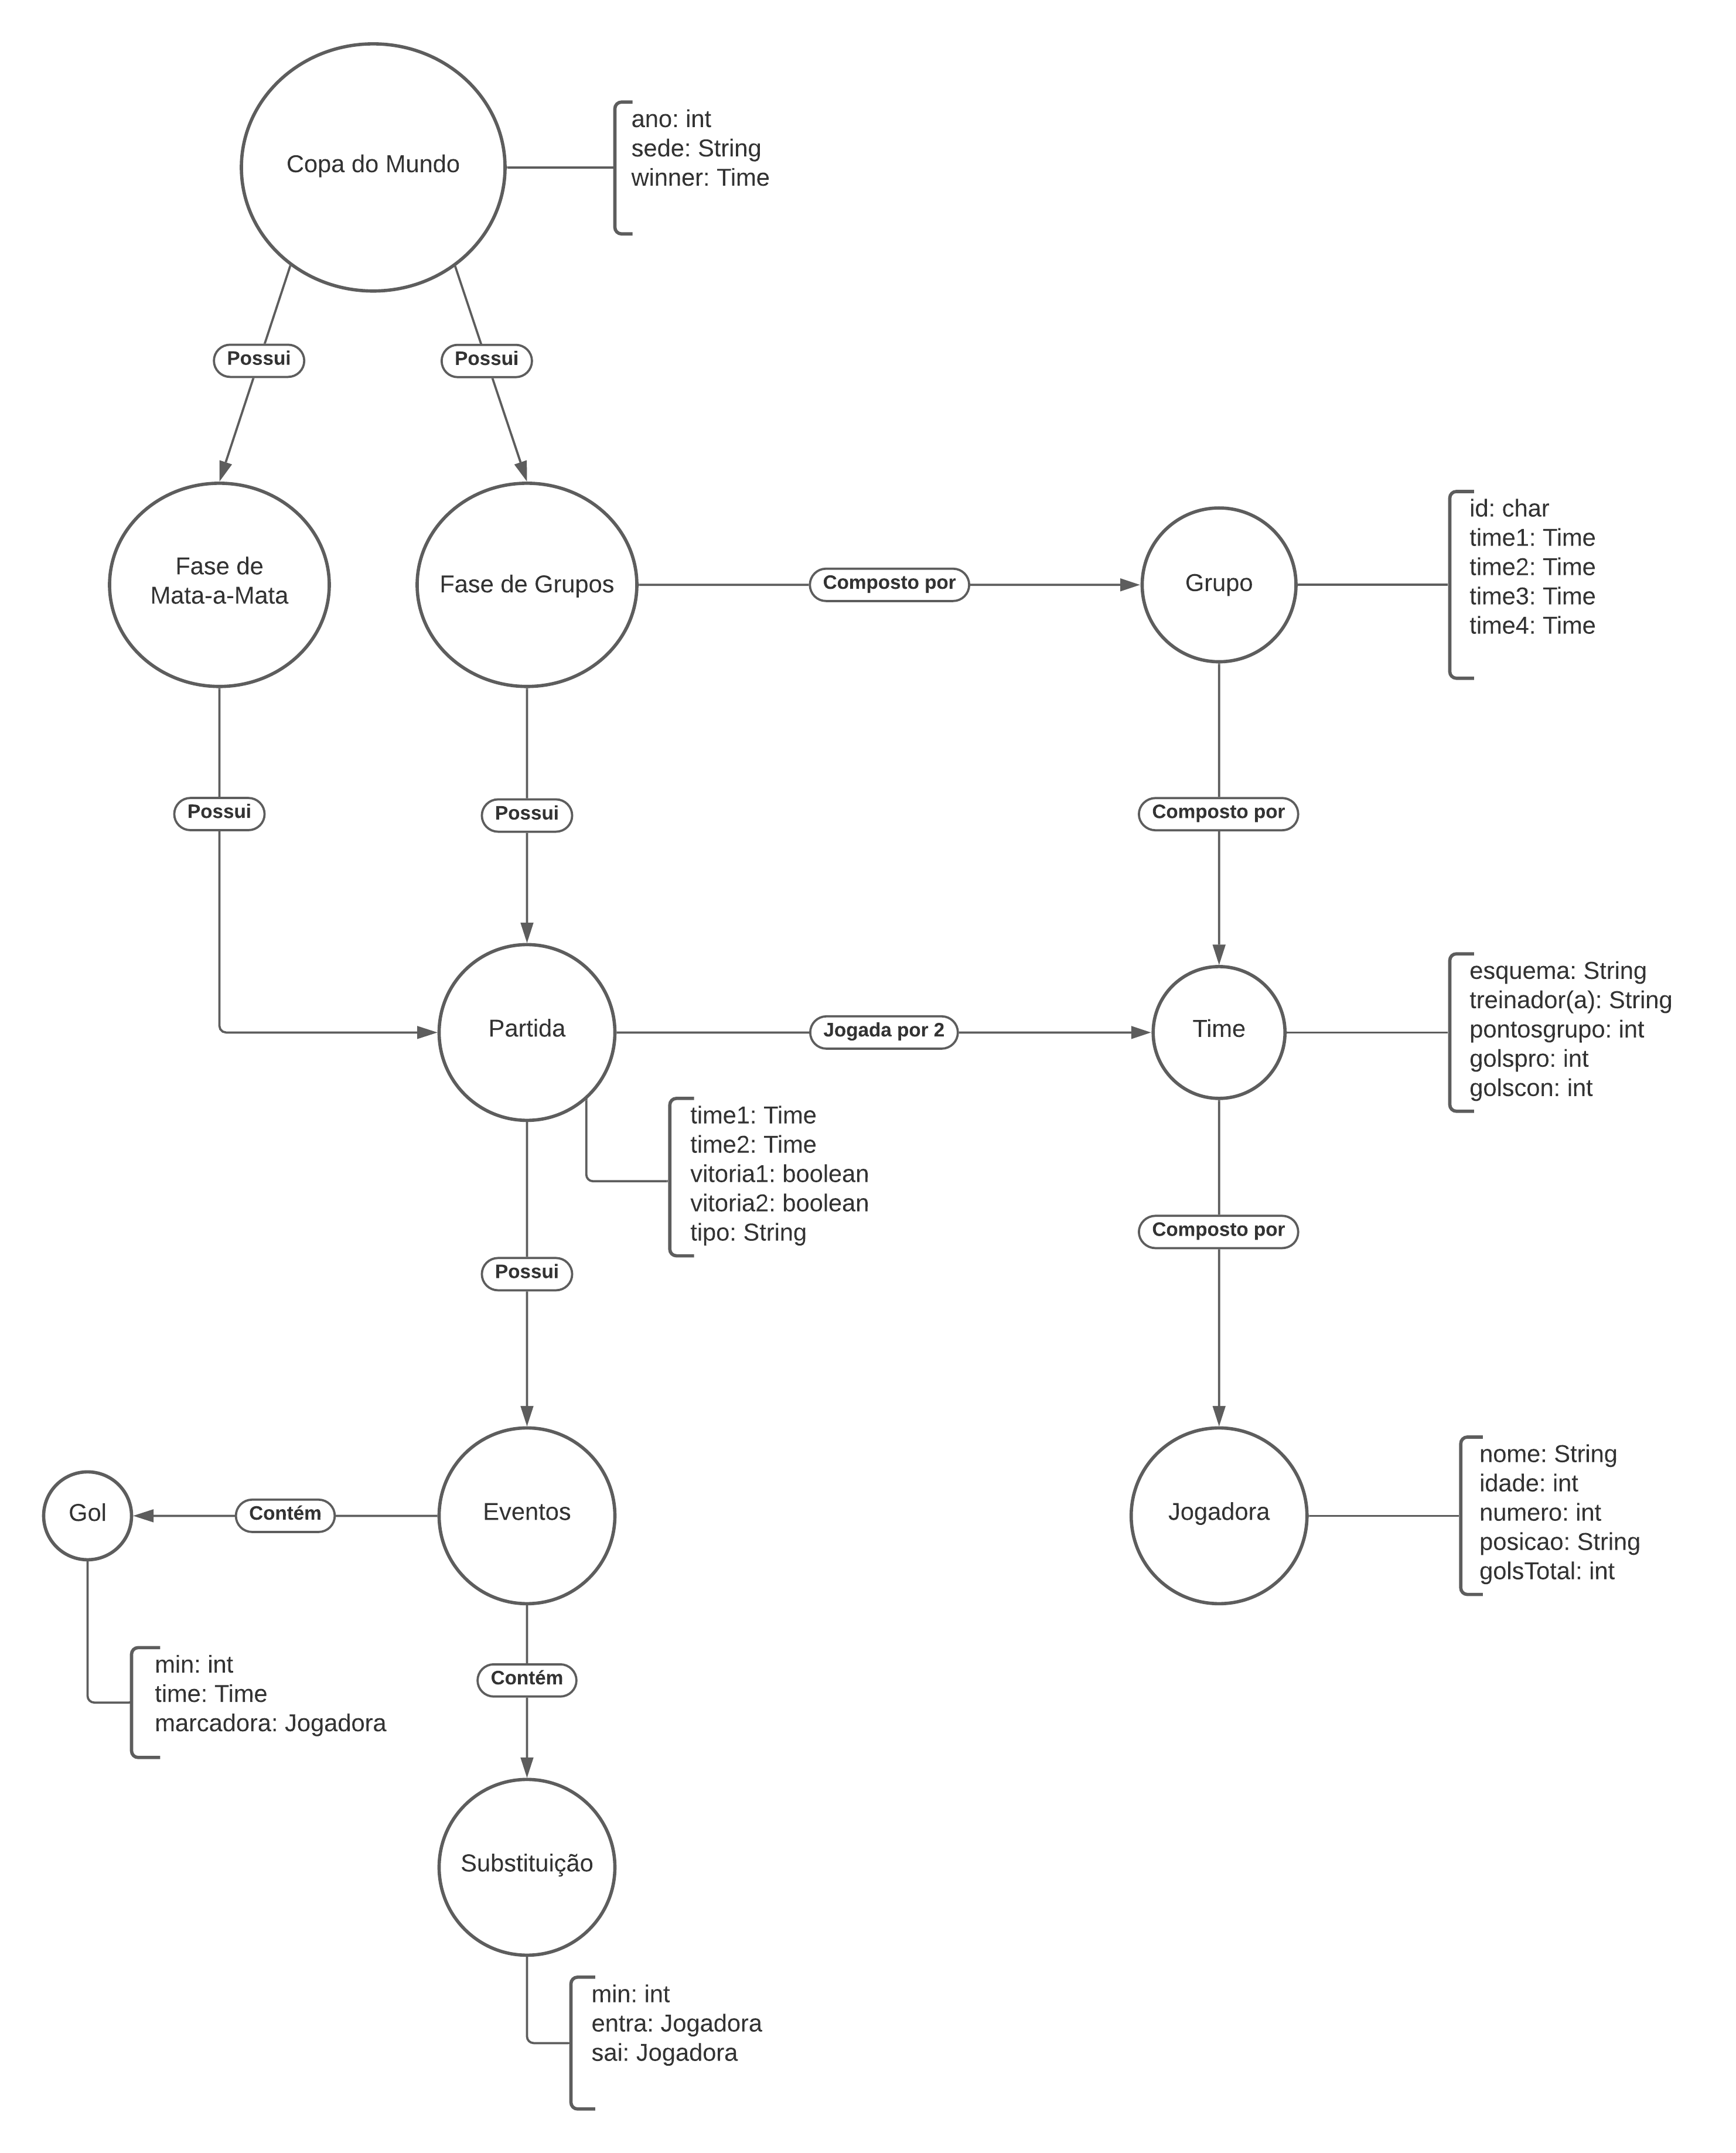 Copa do Mundo
ano: int
sede: String
winner: Time
Possui
Possui
Fase de
Mata-a-Mata
Fase de Grupos
Composto por
Grupo
id: char
time1: Time
time2: Time
time3: Time
time4: Time
Possui
Possui
Composto por
Partida
Jogada por 2
Time
esquema: String
treinador(a): String
pontosgrupo: int
golspro: int
golscon: int
time1: Time
time2: Time
vitoria1: boolean
vitoria2: boolean
tipo: String
Possui
Composto por
Gol
Contém
Eventos
Jogadora
nome: String
idade: int
numero: int
posicao: String
golsTotal: int
min: int
time: Time
marcadora: Jogadora
Contém
Substituição
min: int
entra: Jogadora
sai: Jogadora